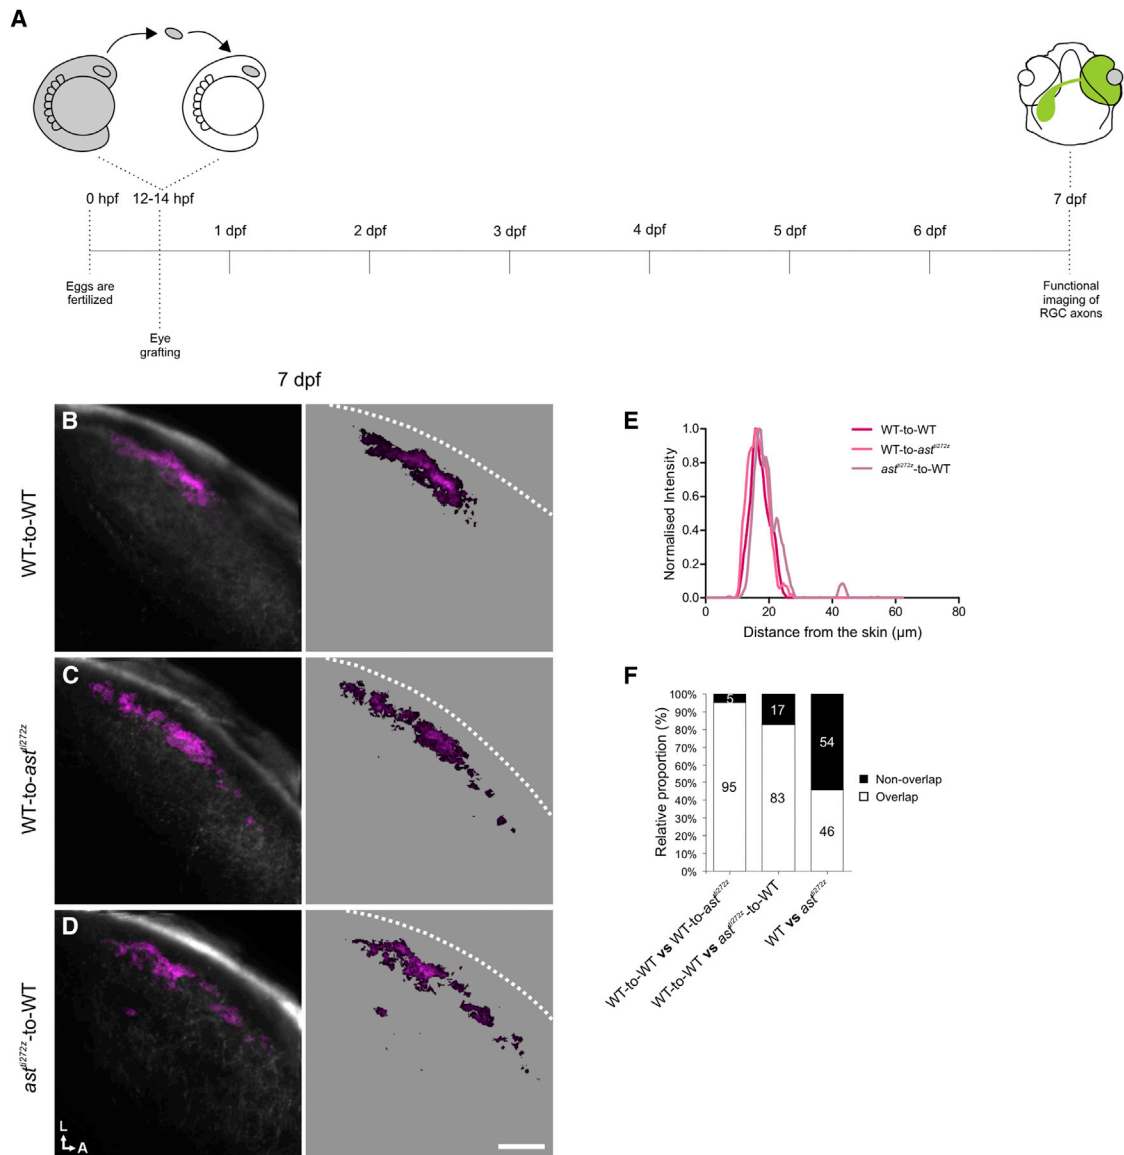 A
0 hpf 12-14 hpf
7 dpf
1 dpf 2 dpf 3 dpf 4 dpf 5 dpf 6 dpf
Eggs are
fertilized
Eye
grafting
Functional
imaging of
RGC axons
7 dpf
B
WT-to-WT
C
WT-to-ast^ti272z
D
ast^ti272z-to-WT
L
A
E
Normalised Intensity
1.0
0.8
0.6
0.4
0.2
0.0
0 20 40 60 80
Distance from the skin (µm)
WT-to-WT
WT-to-ast^ti272z
ast^ti272z-to-WT
F
Relative proportion (%)
100%
90%
80%
70%
60%
50%
40%
30%
20%
10%
0%
5
95
17
83
54
46
Non-overlap
Overlap
WT-to-WT vs WT-to-ast^ti272z
WT-to-WT vs ast^ti272z-to-WT
WT vs ast^ti272z